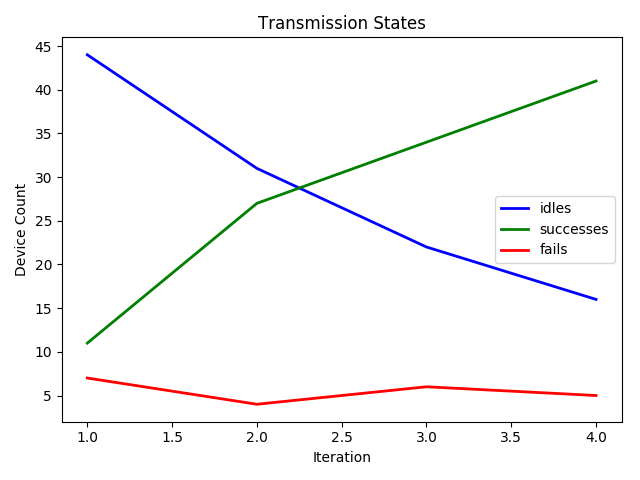 Transmission States
45
40
35
30
25
20
15
10
5
Device Count
idles
successes
fails
1.0 1.5 2.0 2.5 3.0 3.5 4.0
Iteration